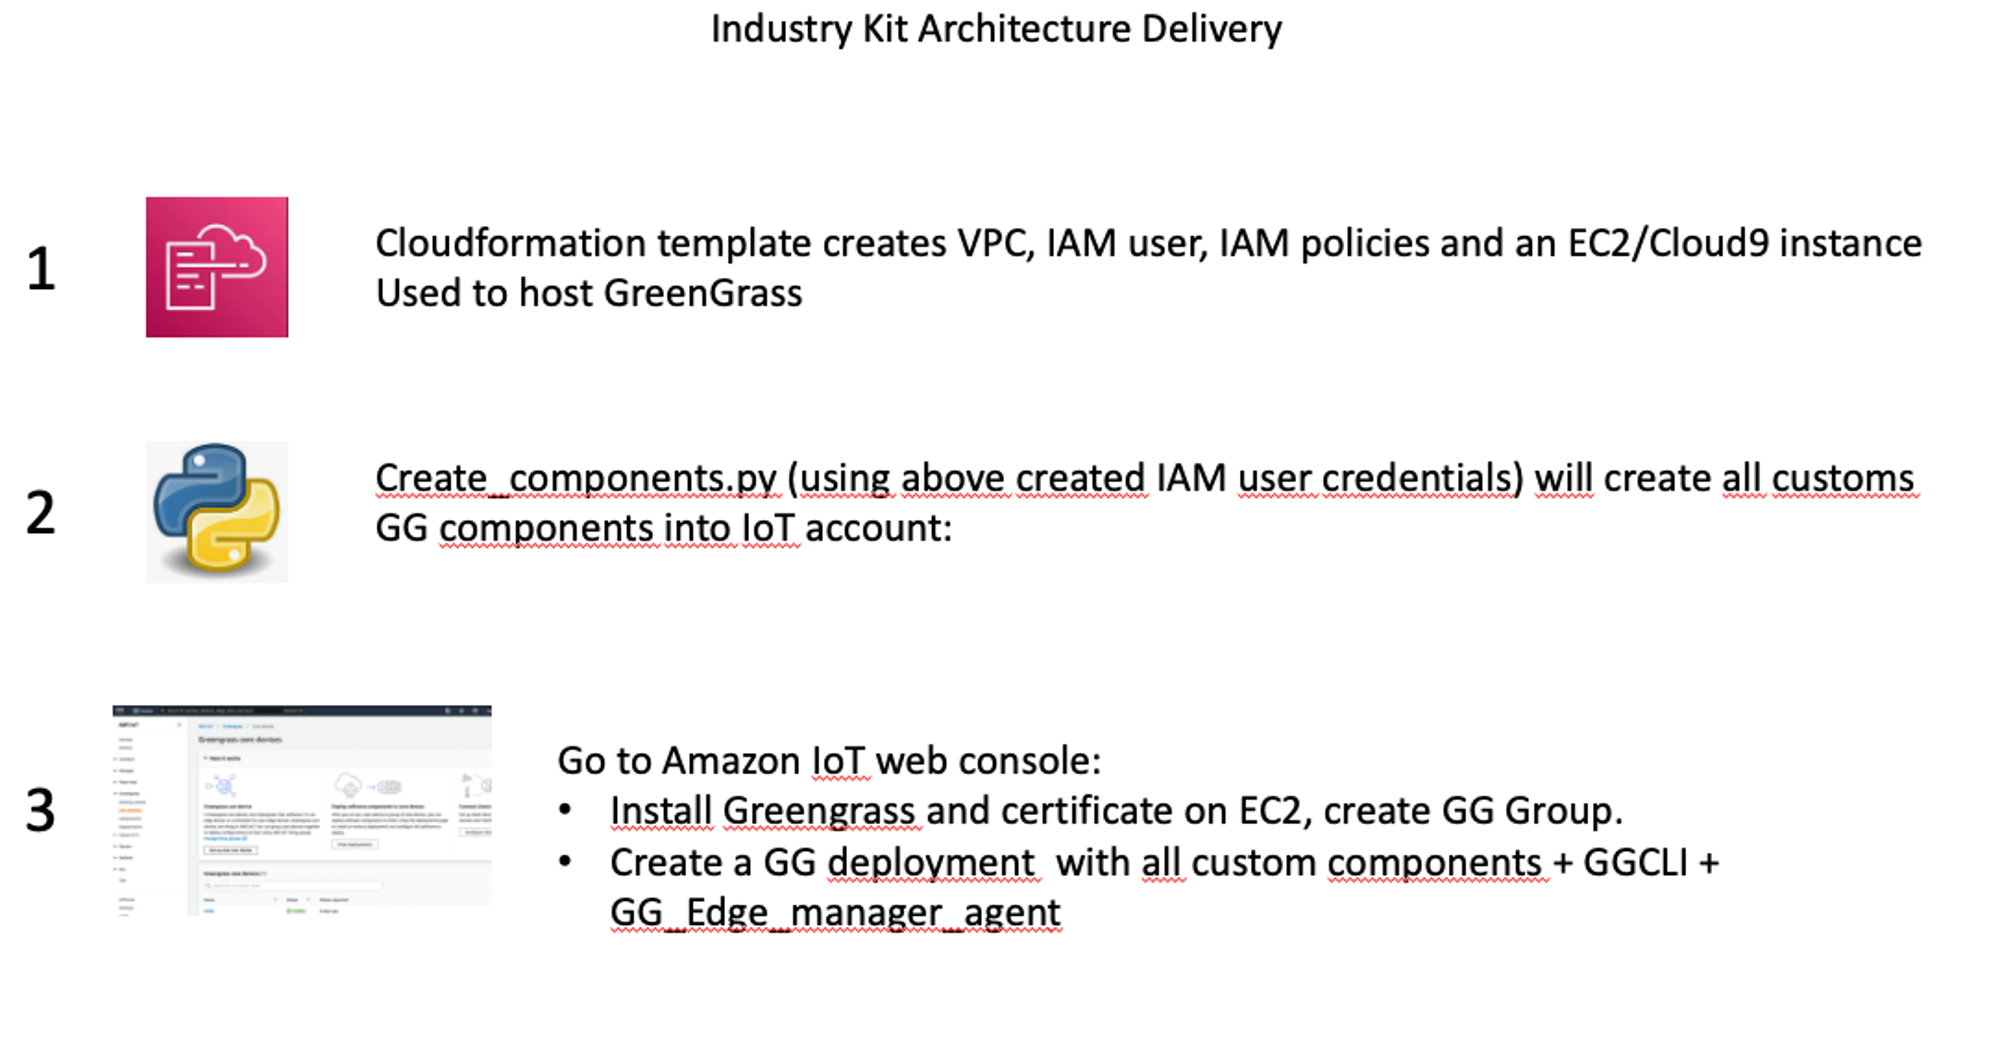 Industry Kit Architecture Delivery
1
Cloudformation template creates VPC, IAM user, IAM policies and an EC2/Cloud9 instance
Used to host GreenGrass
2
Create_components.py (using above created IAM user credentials) will create all customs
GG components into IoT account:
3
Greengrass core devices
Go to Amazon IoT web console:
• Install Greengrass and certificate on EC2, create GG Group.
• Create a GG deployment  with all custom components + GGCLI +
GG_Edge_manager_agent